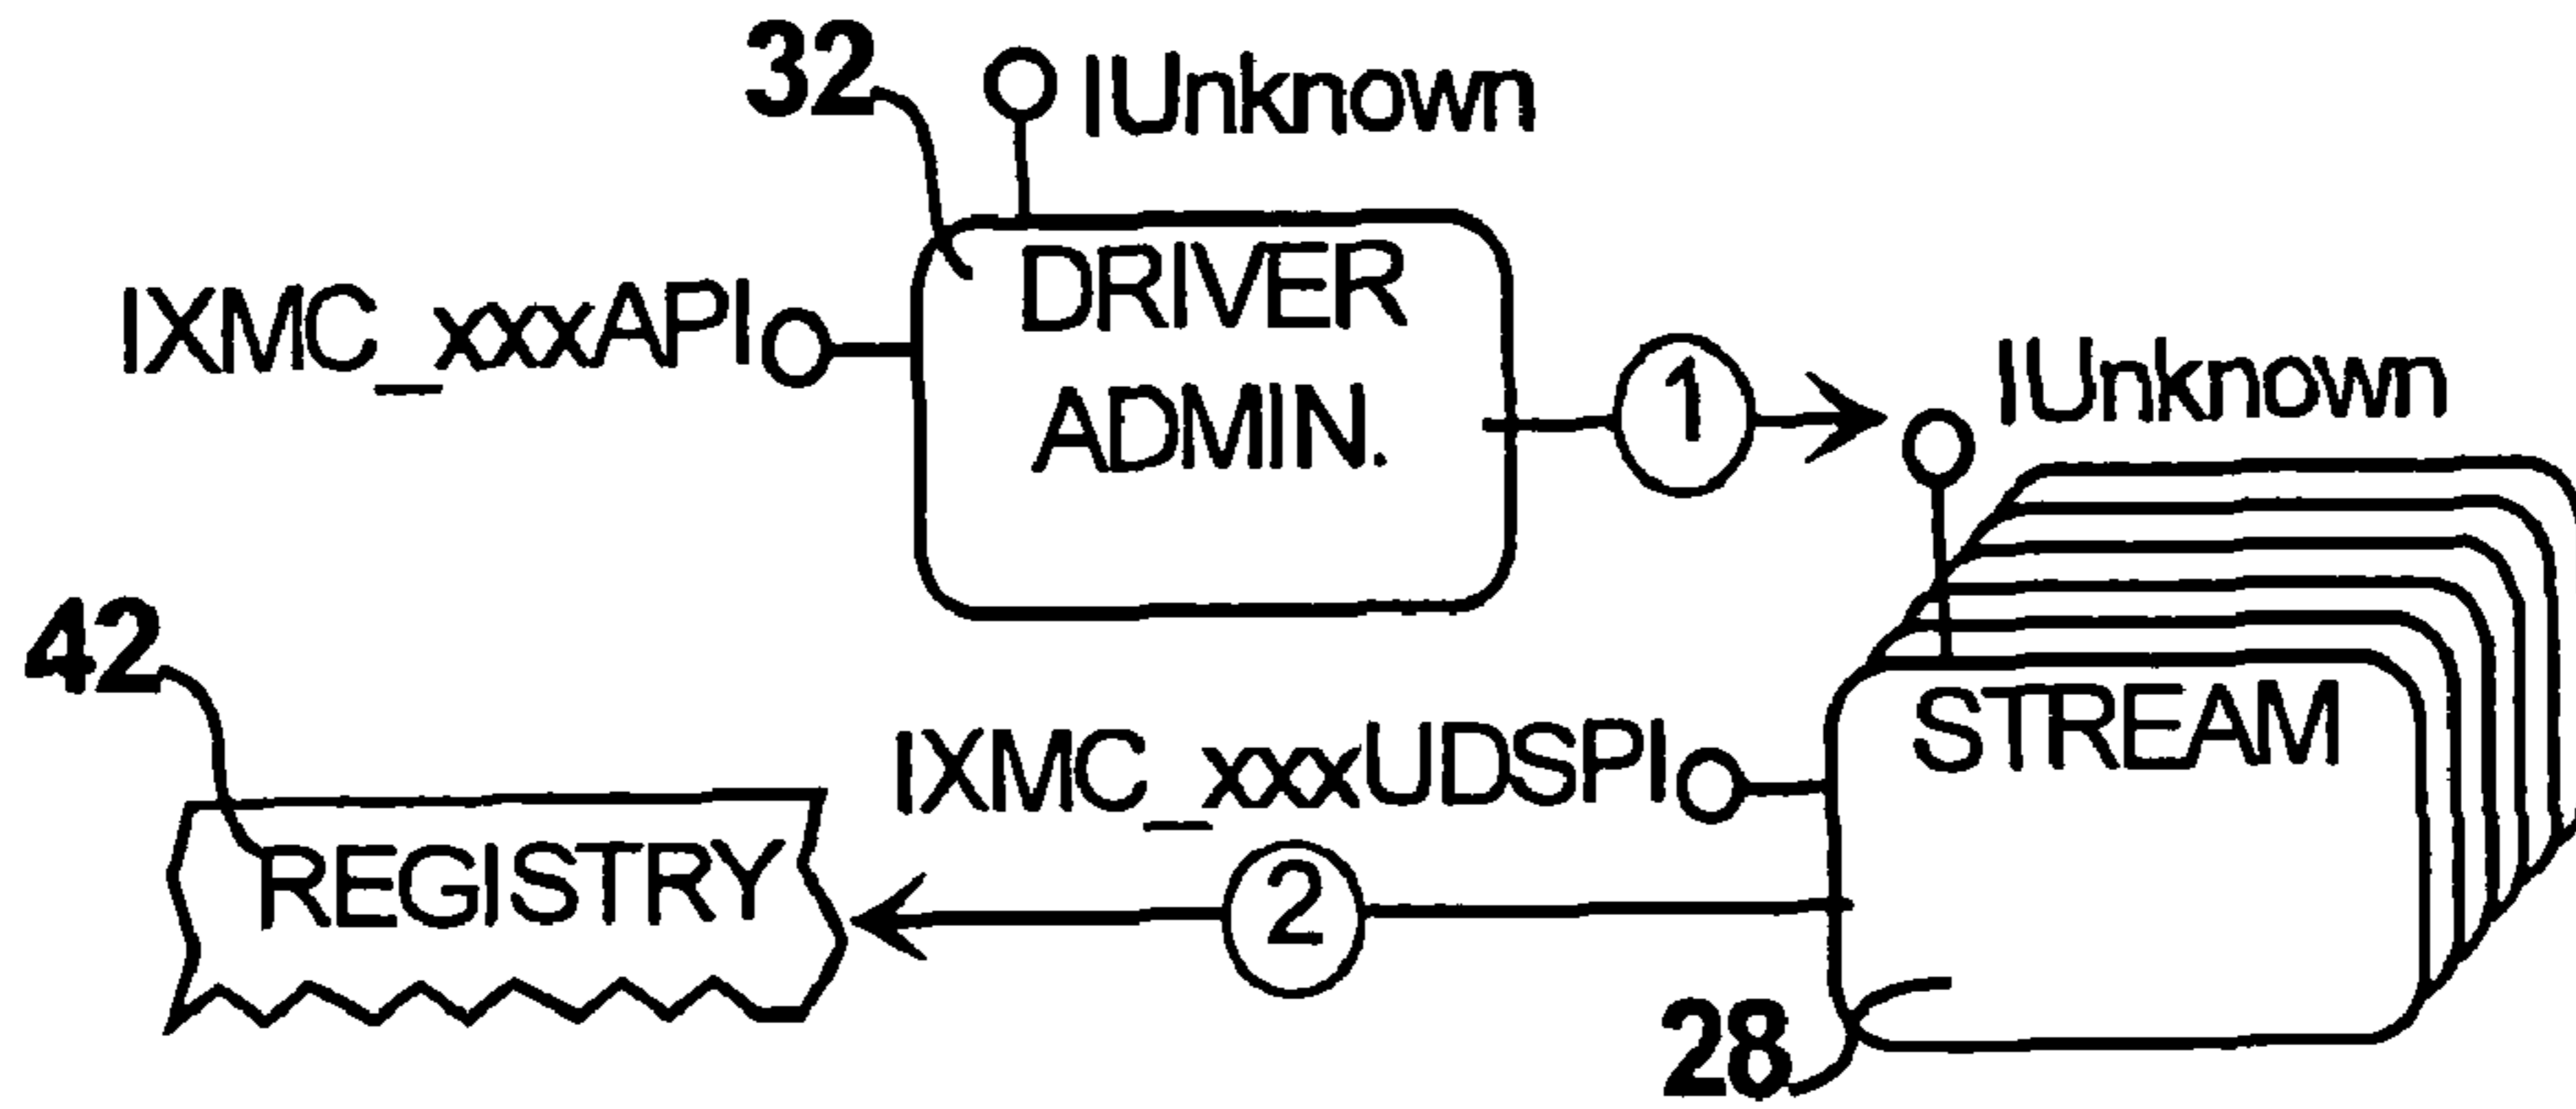 32
IUnknown
IXMC_xxxAPI
DRIVER
ADMIN.
1
IUnknown
42
IXMC_xxxUDSPI
STREAM
REGISTRY
2
28